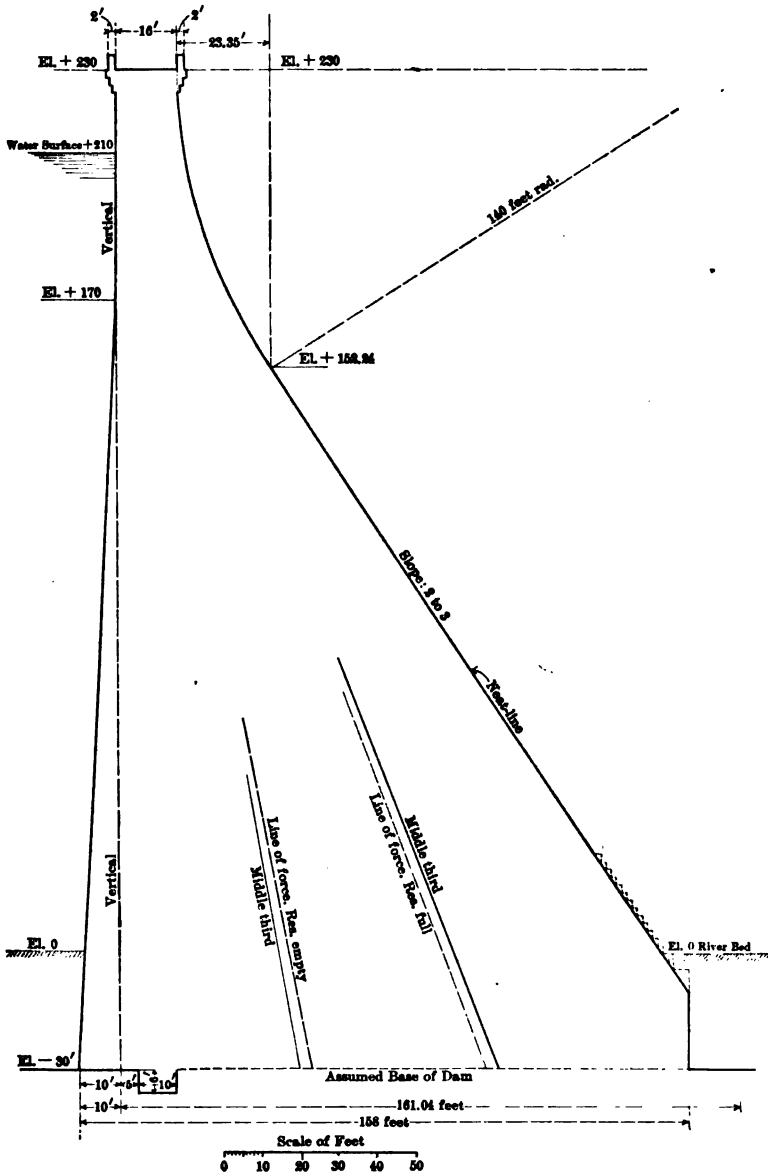 2'
16'
2'
23.35'
El. + 230
El. + 230
Water Surface +210
140 feet rad.
Vertical
El. + 170
El. + 152.24
Slope: 2 to 3
Neat-line
Middle third
Line of force. Res. full
Line of force. Res. empty
Middle third
Vertical
El. 0
El. 0 River Bed
El. — 30'
Assumed Base of Dam
10'
5'
10'
10'
161.04 feet
158 feet
Scale of Feet
0 10 20 30 40 50